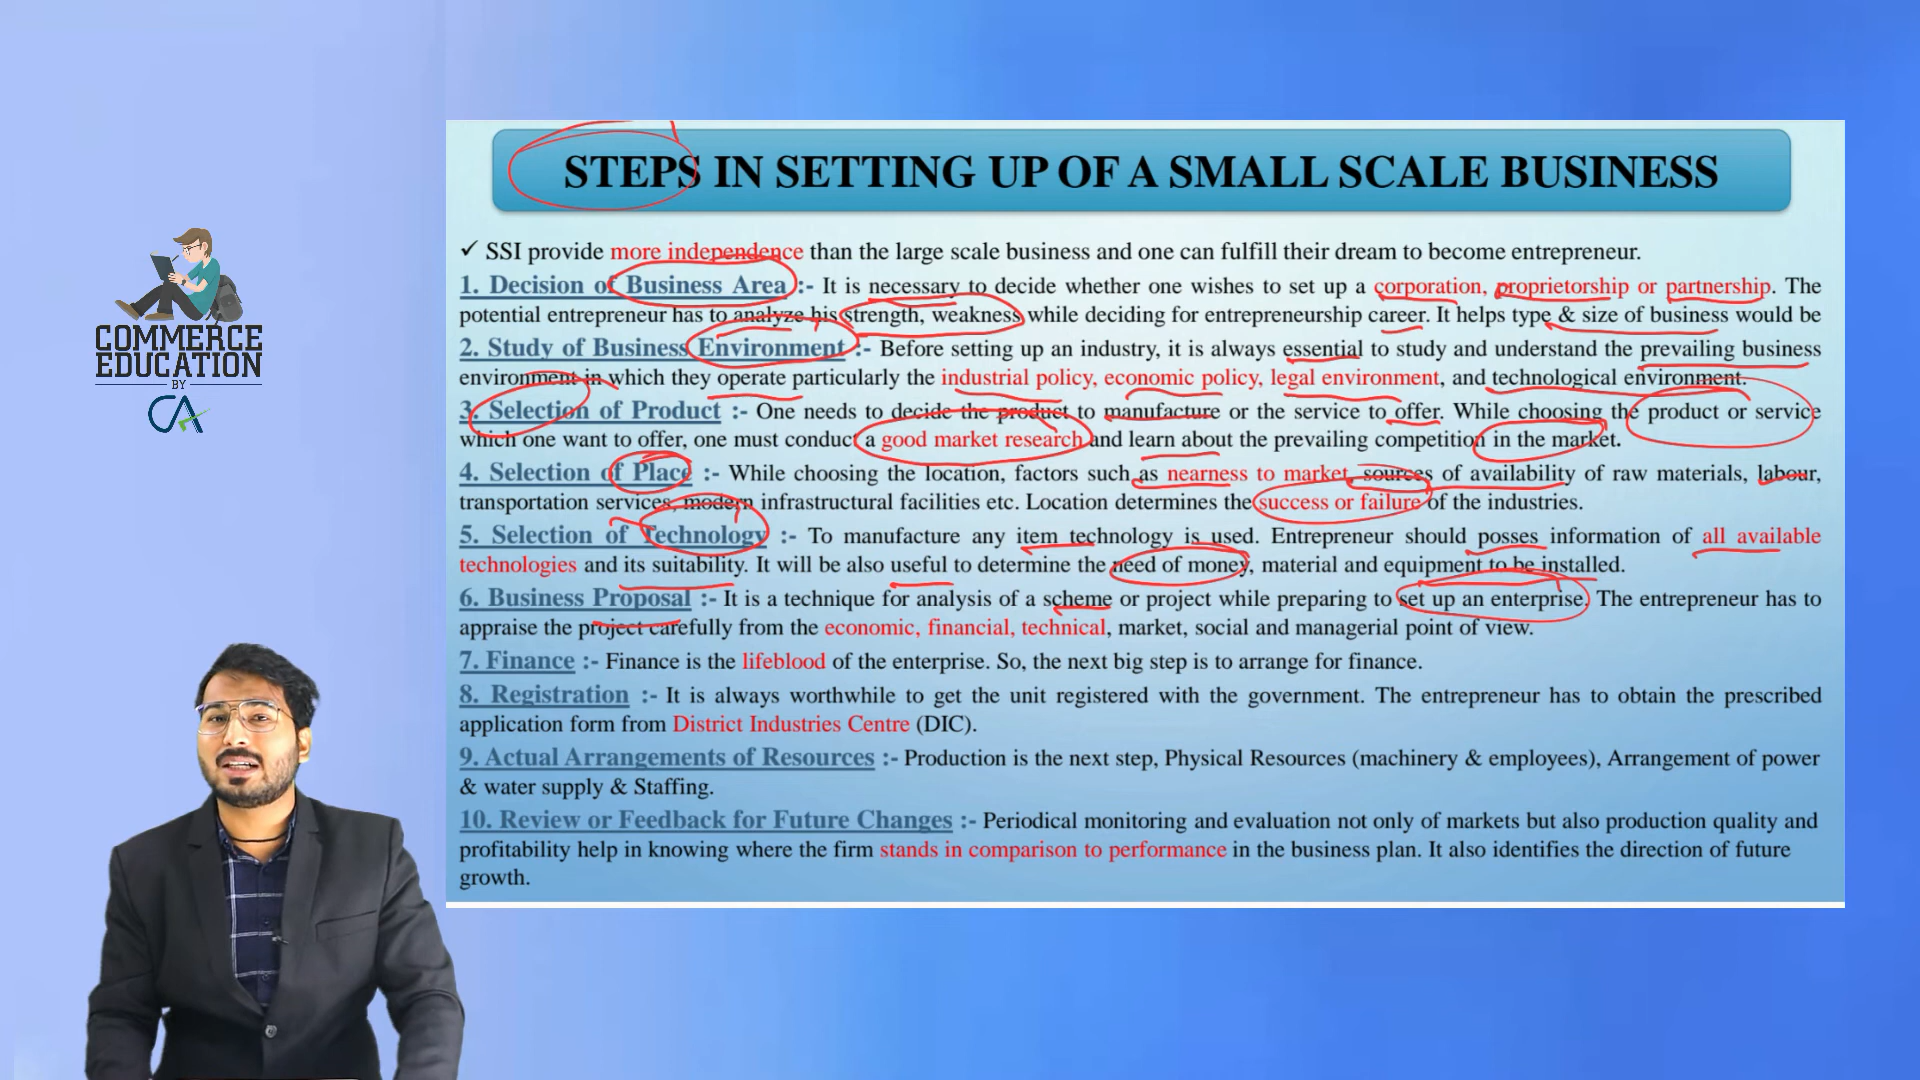 COMMERCE
EDUCATION
BY
CA
STEPS IN SETTING UP OF A SMALL SCALE BUSINESS
✓ SSI provide more independence than the large scale business and one can fulfill their dream to become entrepreneur.
1. Decision of Business Area :- It is necessary to decide whether one wishes to set up a corporation, proprietorship or partnership. The
potential entrepreneur has to analyze his strength, weakness while deciding for entrepreneurship career. It helps type & size of business would be
2. Study of Business Environment :- Before setting up an industry, it is always essential to study and understand the prevailing business
environment in which they operate particularly the industrial policy, economic policy, legal environment, and technological environment.
3. Selection of Product :- One needs to decide the product to manufacture or the service to offer. While choosing the product or service
which one want to offer, one must conduct a good market research and learn about the prevailing competition in the market.
4. Selection of Place :- While choosing the location, factors such as nearness to market, sources of availability of raw materials, labour,
transportation services, modern infrastructural facilities etc. Location determines the success or failure of the industries.
5. Selection of Technology :- To manufacture any item technology is used. Entrepreneur should posses information of all available
technologies and its suitability. It will be also useful to determine the need of money, material and equipment to be installed.
6. Business Proposal :- It is a technique for analysis of a scheme or project while preparing to set up an enterprise. The entrepreneur has to
appraise the project carefully from the economic, financial, technical, market, social and managerial point of view.
7. Finance :- Finance is the lifeblood of the enterprise. So, the next big step is to arrange for finance.
8. Registration :- It is always worthwhile to get the unit registered with the government. The entrepreneur has to obtain the prescribed
application form from District Industries Centre (DIC).
9. Actual Arrangements of Resources :- Production is the next step, Physical Resources (machinery & employees), Arrangement of power
& water supply & Staffing.
10. Review or Feedback for Future Changes :- Periodical monitoring and evaluation not only of markets but also production quality and
profitability help in knowing where the firm stands in comparison to performance in the business plan. It also identifies the direction of future
growth.